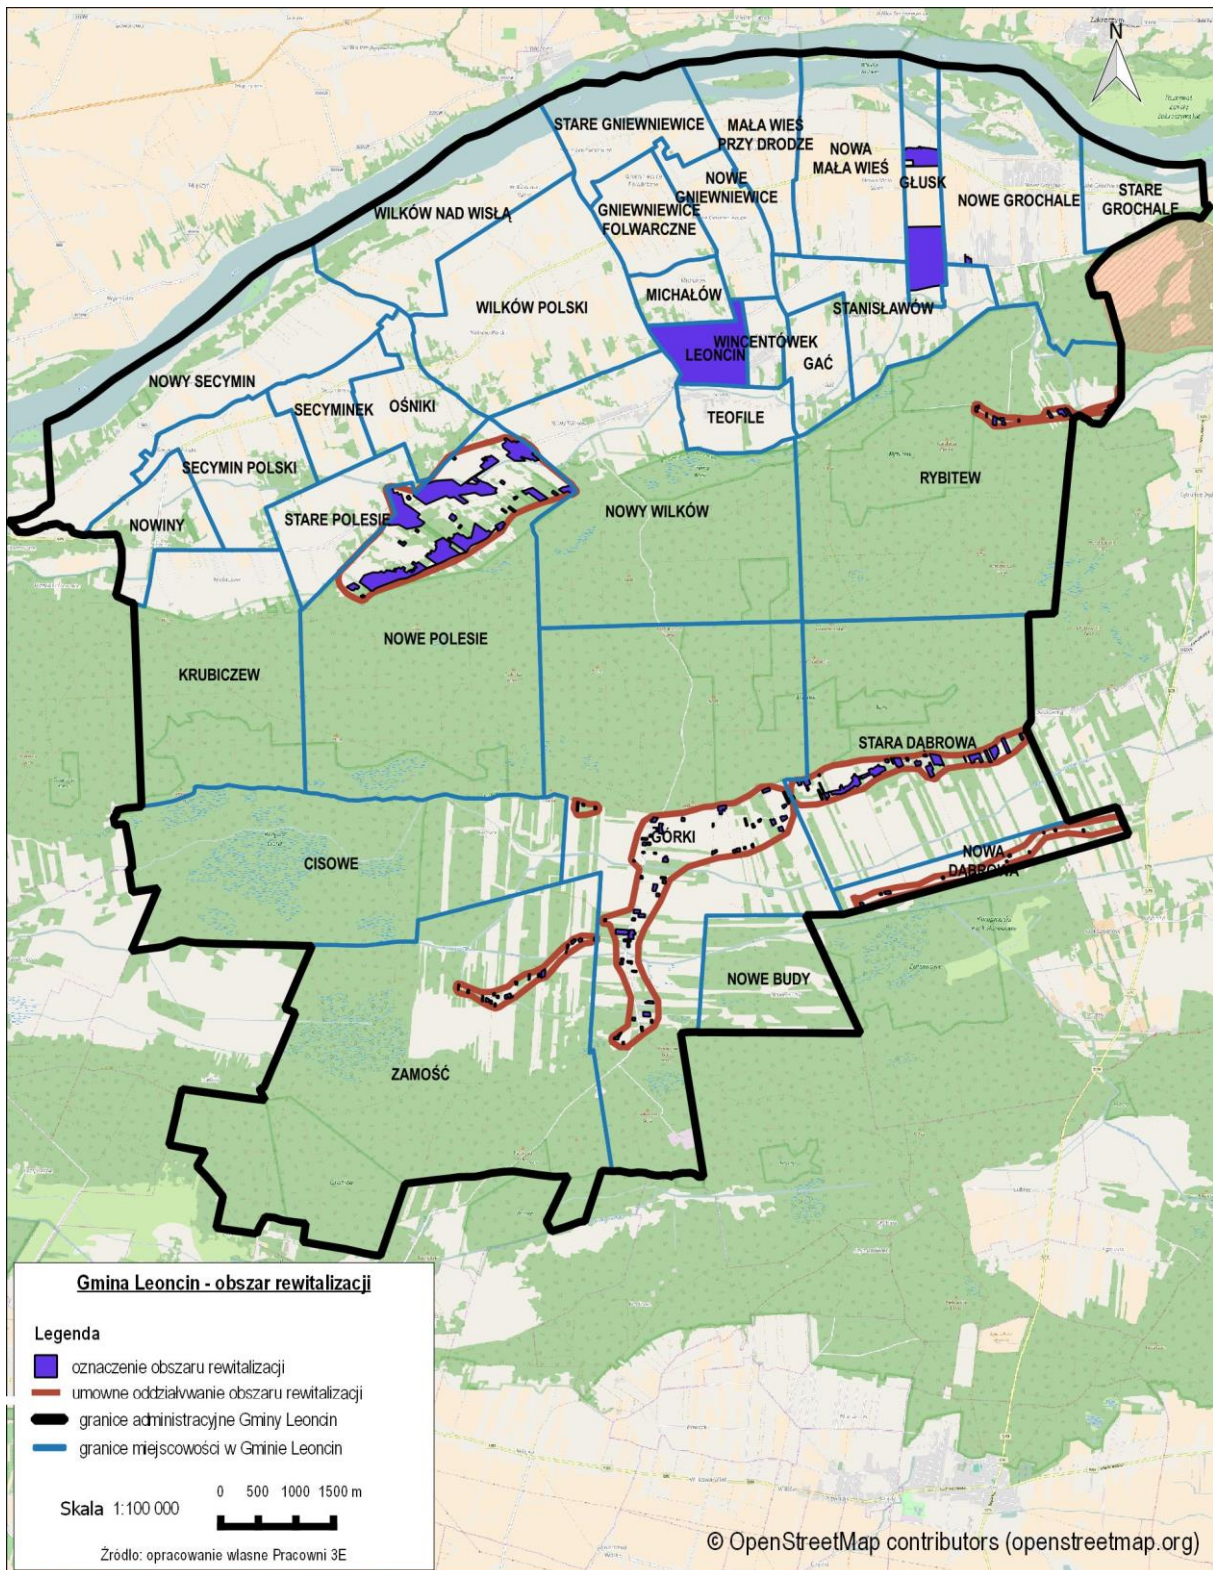 N
STARE GNIEWNIEWICE
MAŁA WIEŚ
PRZY DRODZE
NOWA
MAŁA WIEŚ
GŁUSK
NOWE GROCHALE
STARE
GROCHALE
WILKÓW NAD WISŁĄ
GNIEWNIEWICE
FOLWARCZNE
NOWE
GNIEWNIEWICE
WILKÓW POLSKI
MICHAŁÓW
STANISŁAWÓW
WINCENTÓWEK
LEONCIN
GAĆ
NOWY SECYMIN
SECYMINEK
OŚNIKI
TEOFILE
SECYMIN POLSKI
NOWINY
STARE POLESIE
NOWY WILKÓW
RYBITEW
NOWE POLESIE
KRUBICZEW
STARA DĄBROWA
CISOWE
GÓRKI
NOWA
DĄBROWA
NOWE BUDY
ZAMOŚĆ
Gmina Leoncin - obszar rewitalizacji
Legenda
oznaczenie obszaru rewitalizacji
umowne oddziaływanie obszaru rewitalizacji
granice administracyjne Gminy Leoncin
granice miejscowości w Gminie Leoncin
Skala 1:100 000
0 500 1000 1500 m
Źródło: opracowanie własne Pracowni 3E
© OpenStreetMap contributors (openstreetmap.org)